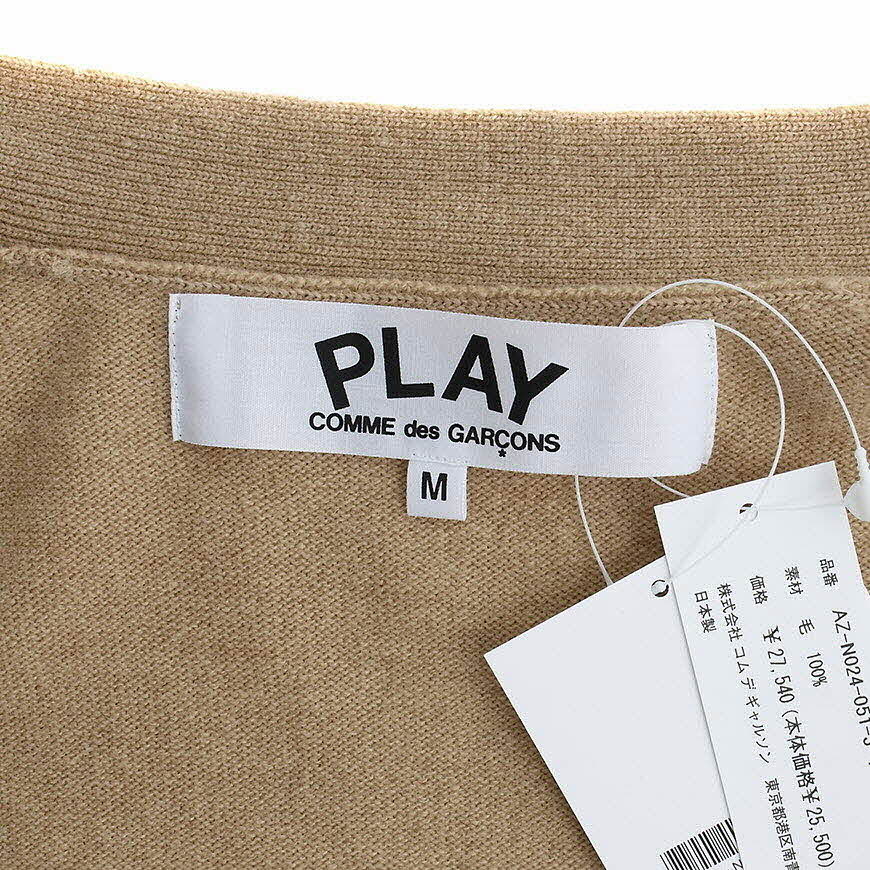 PLAY
COMME des GARÇONS
M
品番 AZ-N024-051-
素材 毛 100%
価格 ¥ 27,540 (本体価格¥ 25,500)
株式会社 コム デ ギャルソン 東京都港区南青
日本製